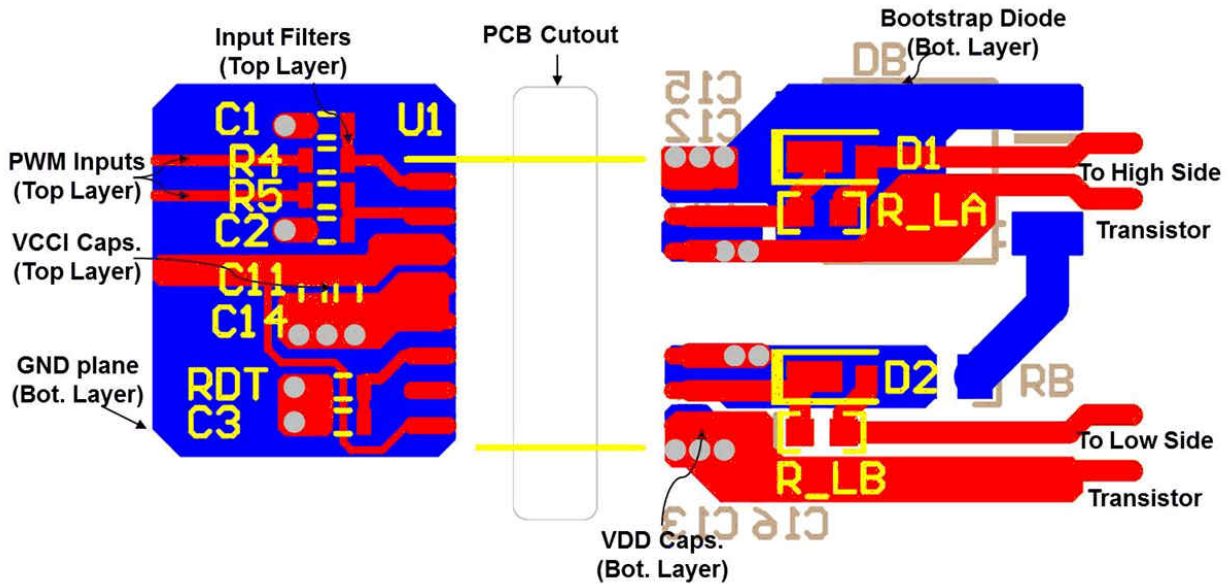 Input Filters
(Top Layer)
PCB Cutout
Bootstrap Diode
(Bot. Layer)
DB
C15
C12
C1
U1
PWM Inputs
(Top Layer)
R4
R5
C2
D1
R_LA
To High Side
Transistor
VCCI Caps.
(Top Layer)
C11
C14
GND plane
(Bot. Layer)
RDT
C3
D2
RB
R_LB
To Low Side
Transistor
C13
C16
VDD Caps.
(Bot. Layer)